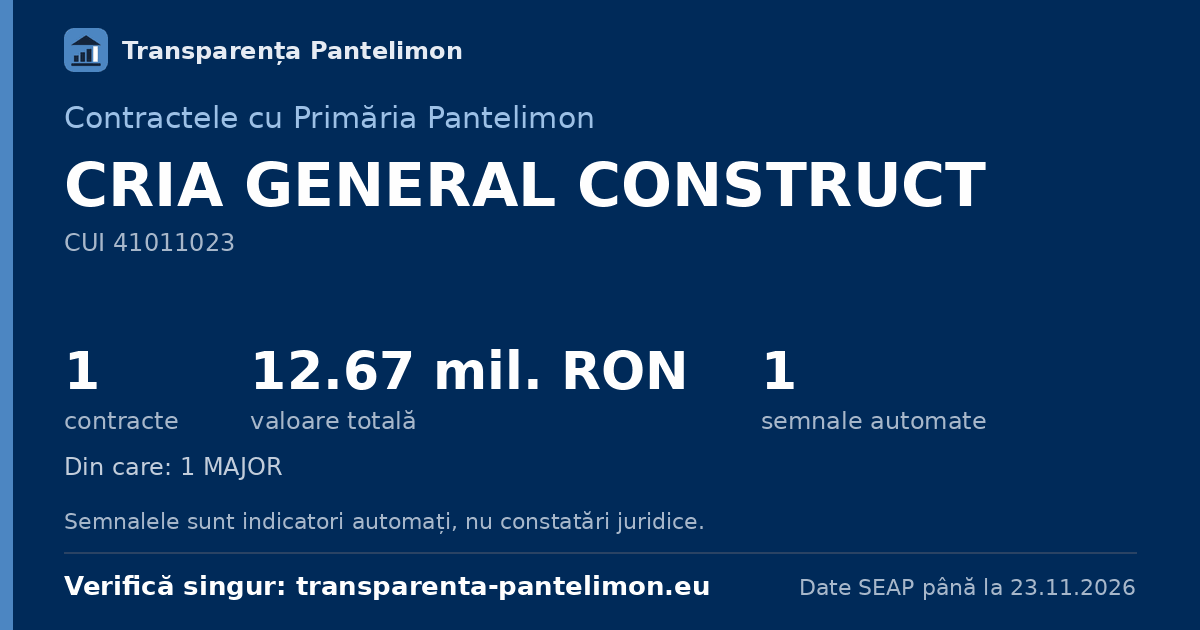 Transparența Pantelimon
Contractele cu Primăria Pantelimon
CRIA GENERAL CONSTRUCT
CUI 41011023
1 12.67 mil. RON 1
contracte valoare totală semnale automate
Din care: 1 MAJOR
Semnalele sunt indicatori automați, nu constatări juridice.
Verifică singur: transparenta-pantelimon.eu Date SEAP până la 23.11.2026